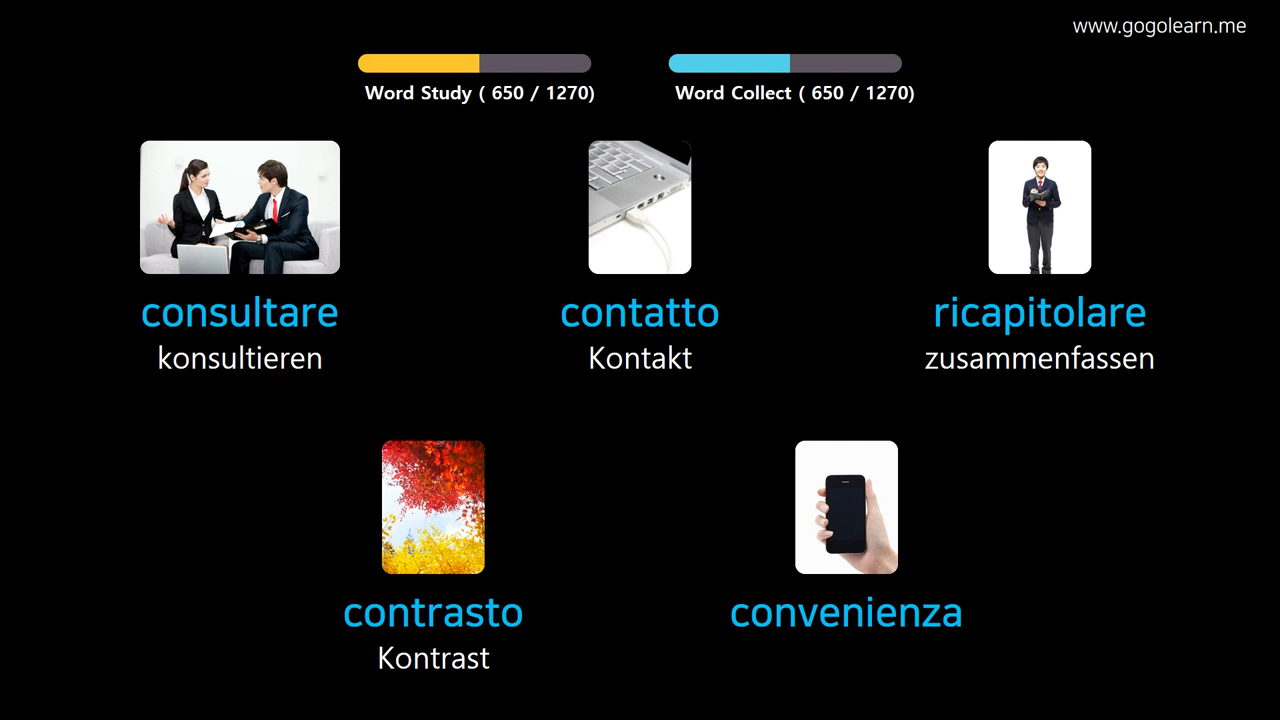 www.gogolearn.me
Word Study ( 650 / 1270)
Word Collect ( 650 / 1270)
consultare
konsultieren
contatto
Kontakt
ricapitolare
zusammenfassen
contrasto
Kontrast
convenienza